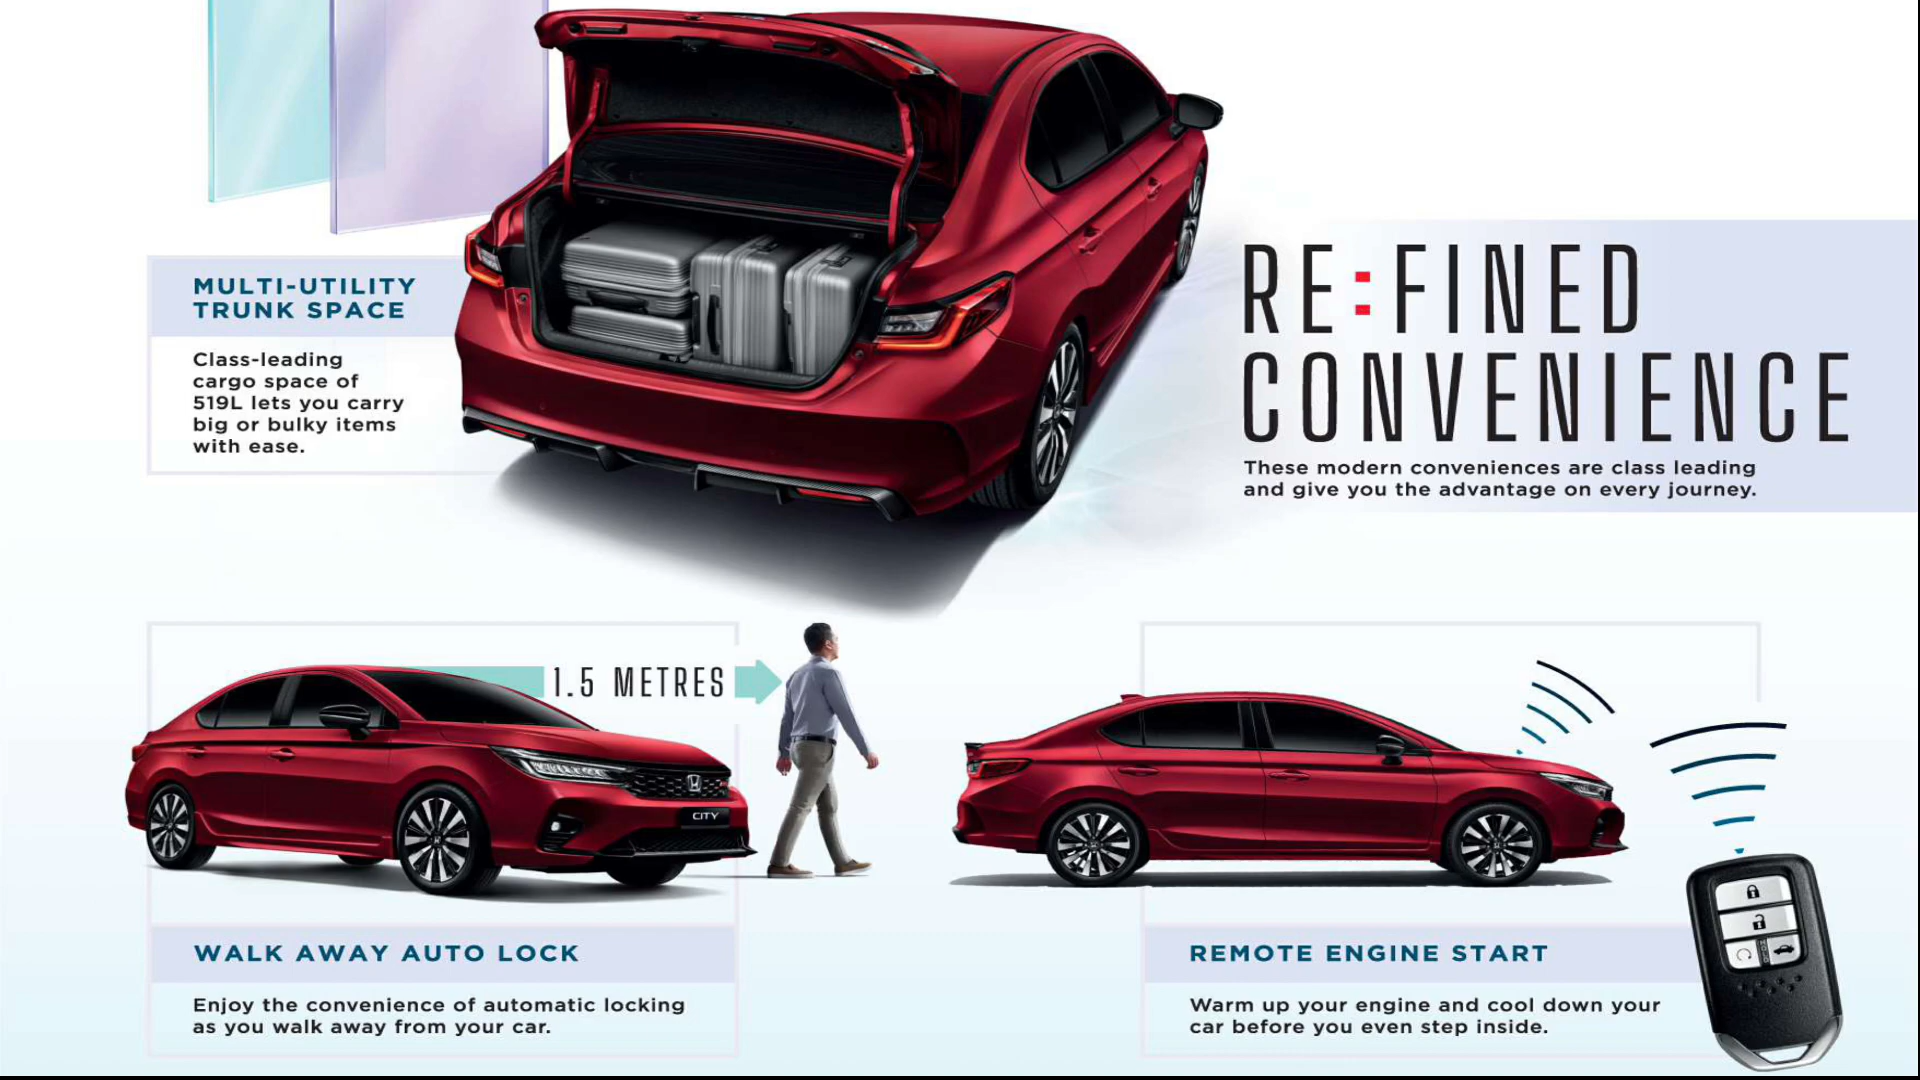 MULTI-UTILITY
TRUNK SPACE
Class-leading
cargo space of
519L lets you carry
big or bulky items
with ease.
RE:FINED
CONVENIENCE
These modern conveniences are class leading
and give you the advantage on every journey.
1.5 METRES
CITY
WALK AWAY AUTO LOCK
Enjoy the convenience of automatic locking
as you walk away from your car.
REMOTE ENGINE START
Warm up your engine and cool down your
car before you even step inside.
HOLD